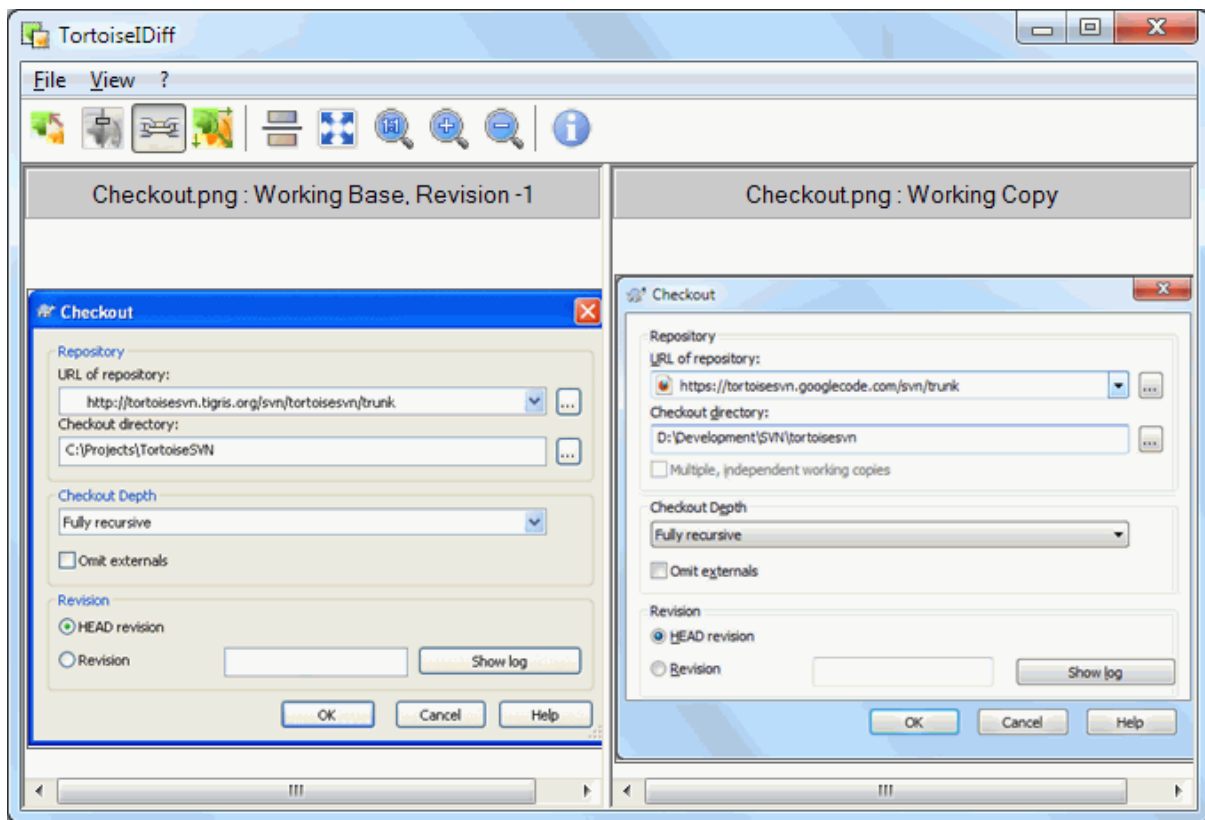 TortoiseIDiff
File View ?
1:1
Checkout.png : Working Base, Revision -1
Checkout
Repository
URL of repository:
http://tortoisesvn.tigris.org/svn/tortoisesvn/trunk
...
Checkout directory:
C:\Projects\TortoiseSVN
...
Checkout Depth
Fully recursive
Omit externals
Revision
HEAD revision
Revision
Show log
OK Cancel Help
Checkout.png : Working Copy
Checkout
Repository
URL of repository:
https://tortoisesvn.googlecode.com/svn/trunk
...
Checkout directory:
D:\Development\SVN\tortoisesvn
...
Multiple, independent working copies
Checkout Depth
Fully recursive
Omit externals
Revision
HEAD revision
Revision
Show log
OK Cancel Help